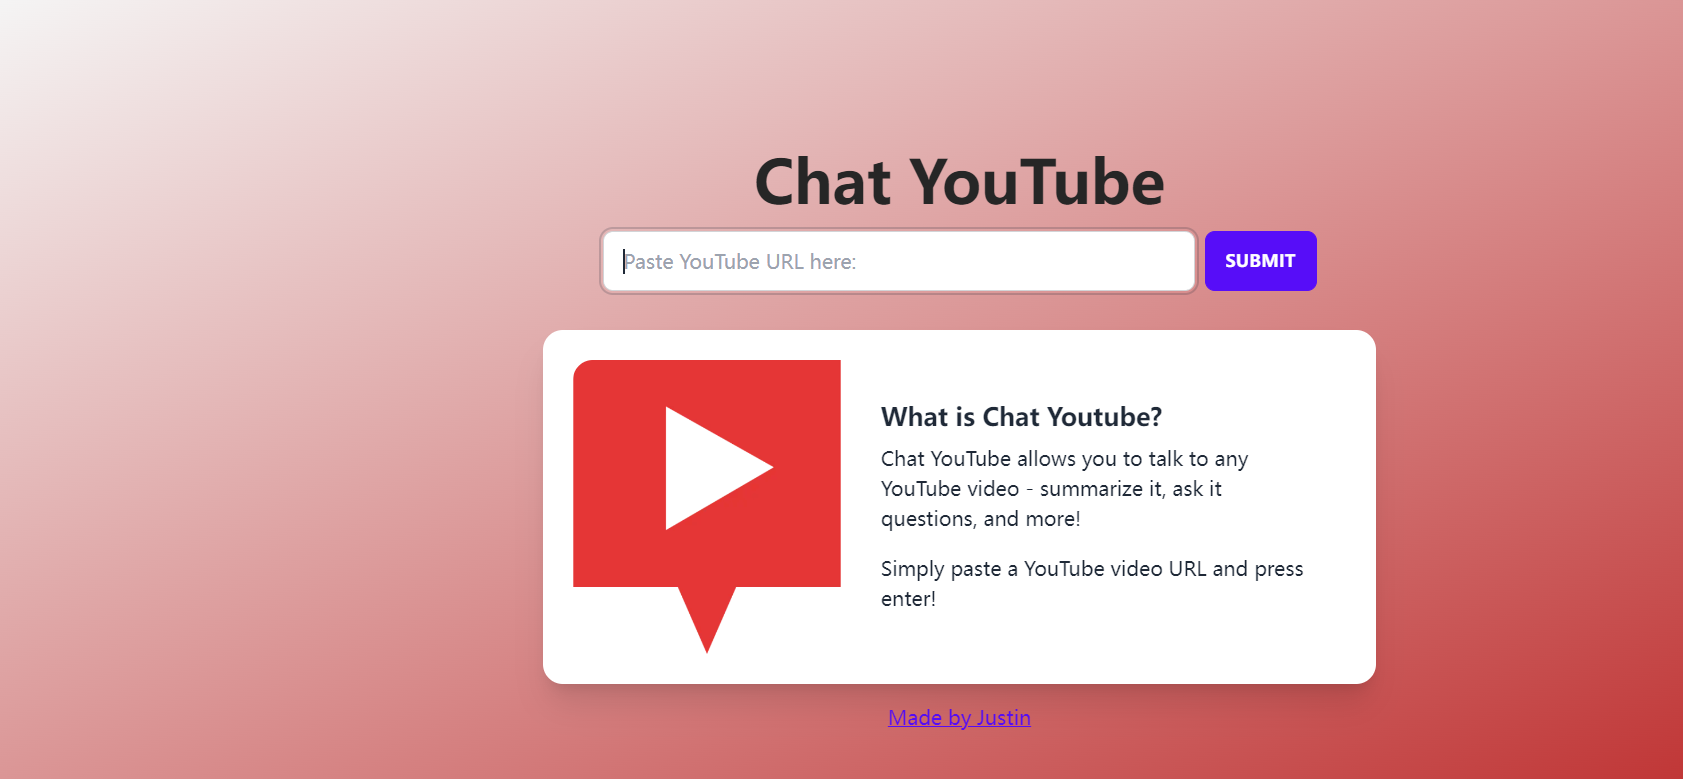 Chat YouTube
Paste YouTube URL here:
SUBMIT
What is Chat Youtube?
Chat YouTube allows you to talk to any
YouTube video - summarize it, ask it
questions, and more!
Simply paste a YouTube video URL and press
enter!
Made by Justin